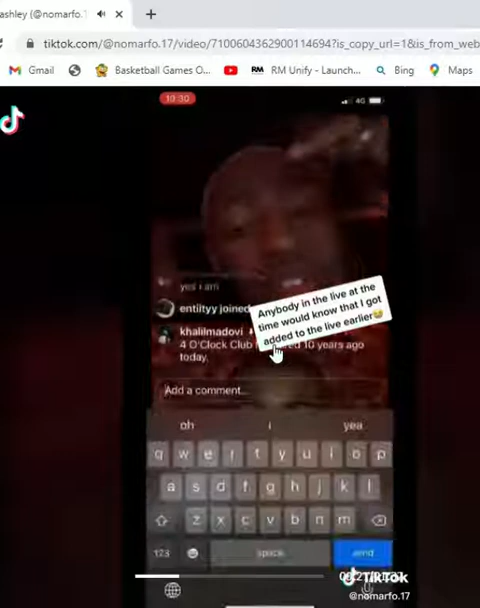 ashley (@nomarfo.1
tiktok.com/@nomarfo.17/video/7100604362900114694?is_copy_url=1&is_from_web
Gmail
Basketball Games O...
RM Unify - Launch...
Bing
Maps
10:30
4G
yes i am
entiityy joined
Anybody in the live at the
time would know that I got
added to the live earlier😂
khalilmadovi
4 O'Clock Club
10 years ago
today.
Add a comment...
oh
i
yea
q w e r t y u i o p
a s d f g h j k l
z x c v b n m
123
space
send
TikTok
@nomarfo.17